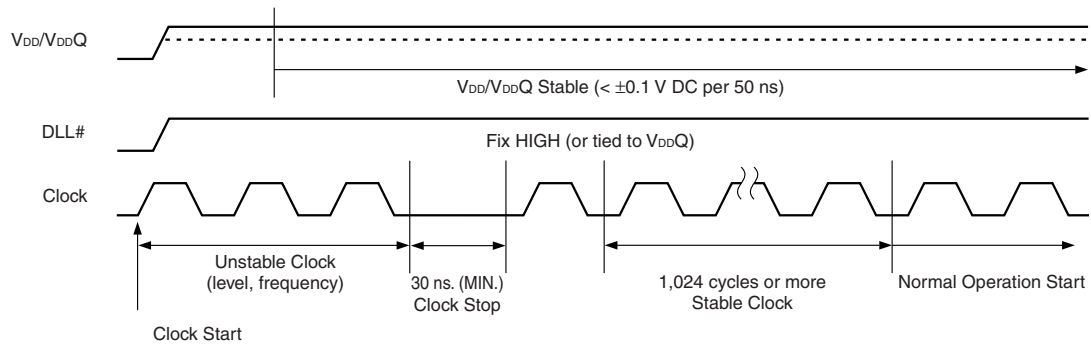 VDD/VDDQ
VDD/VDDQ Stable (< ±0.1 V DC per 50 ns)
DLL#
Fix HIGH (or tied to VDDQ)
Clock
Unstable Clock
(level, frequency)
30 ns. (MIN.)
Clock Stop
1,024 cycles or more
Stable Clock
Normal Operation Start
Clock Start